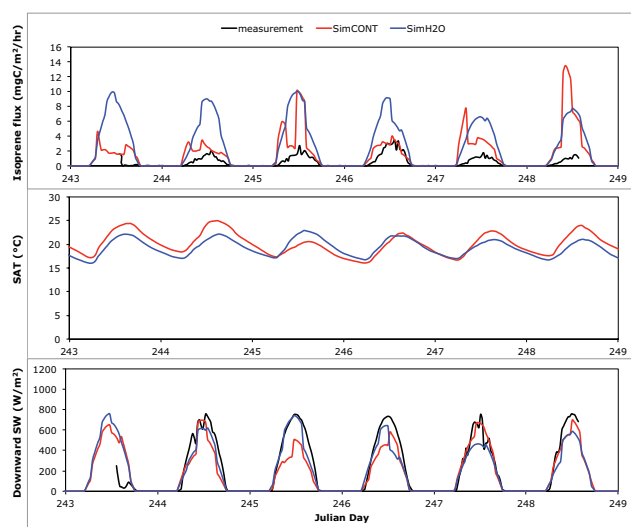 measurement SimCONT SimH2O
Isoprene flux (mgC/m²/hr)
16
14
12
10
8
6
4
2
0
243 244 245 246 247 248 249
SAT (°C)
30
25
20
15
10
5
0
243 244 245 246 247 248 249
Downward SW (W/m²)
1200
1000
800
600
400
200
0
243 244 245 246 247 248 249
Julian Day